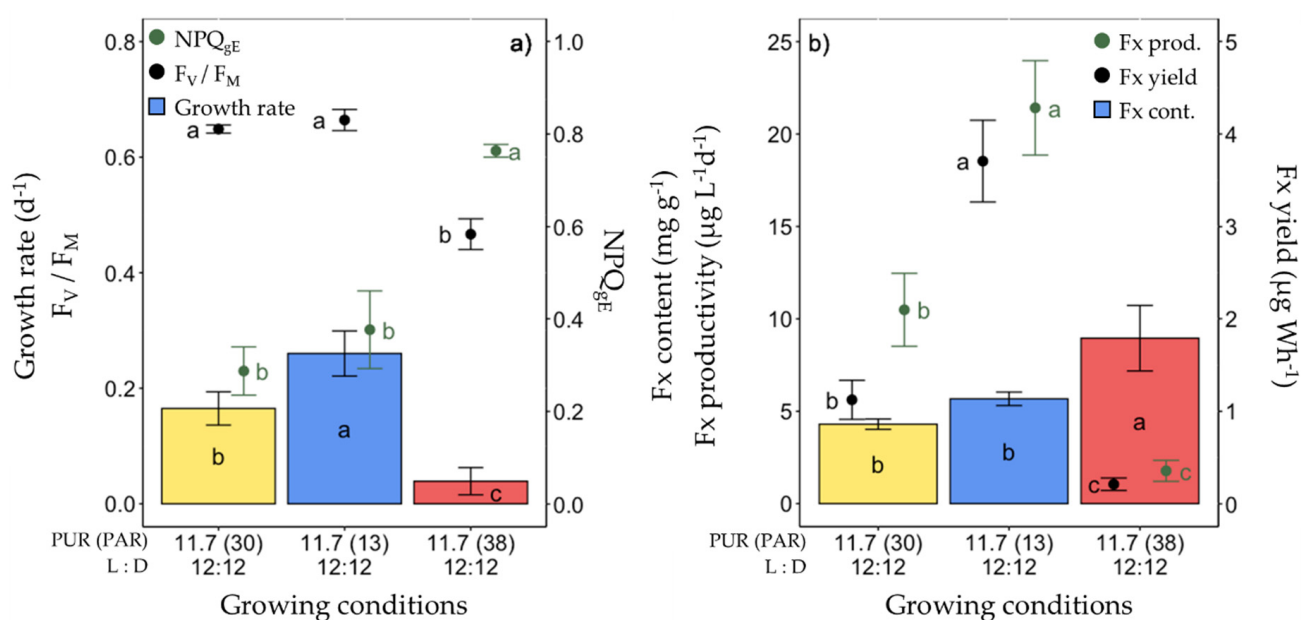 a)
NPQgE
FV / FM
Growth rate
0.8
0.6
0.4
0.2
0.0
1.0
0.8
0.6
0.4
0.2
0.0
Growth rate (d-1)
FV / FM
NPQgE
a
a
b
a
b
b
b
a
c
PUR (PAR) 11.7 (30) 11.7 (13) 11.7 (38)
L : D 12:12 12:12 12:12
Growing conditions
b)
Fx prod.
Fx yield
Fx cont.
25
20
15
10
5
0
5
4
3
2
1
0
Fx content (mg g-1)
Fx productivity (µg L-1d-1)
Fx yield (µg Wh-1)
a
a
b
b
b
b
a
c
c
PUR (PAR) 11.7 (30) 11.7 (13) 11.7 (38)
L : D 12:12 12:12 12:12
Growing conditions